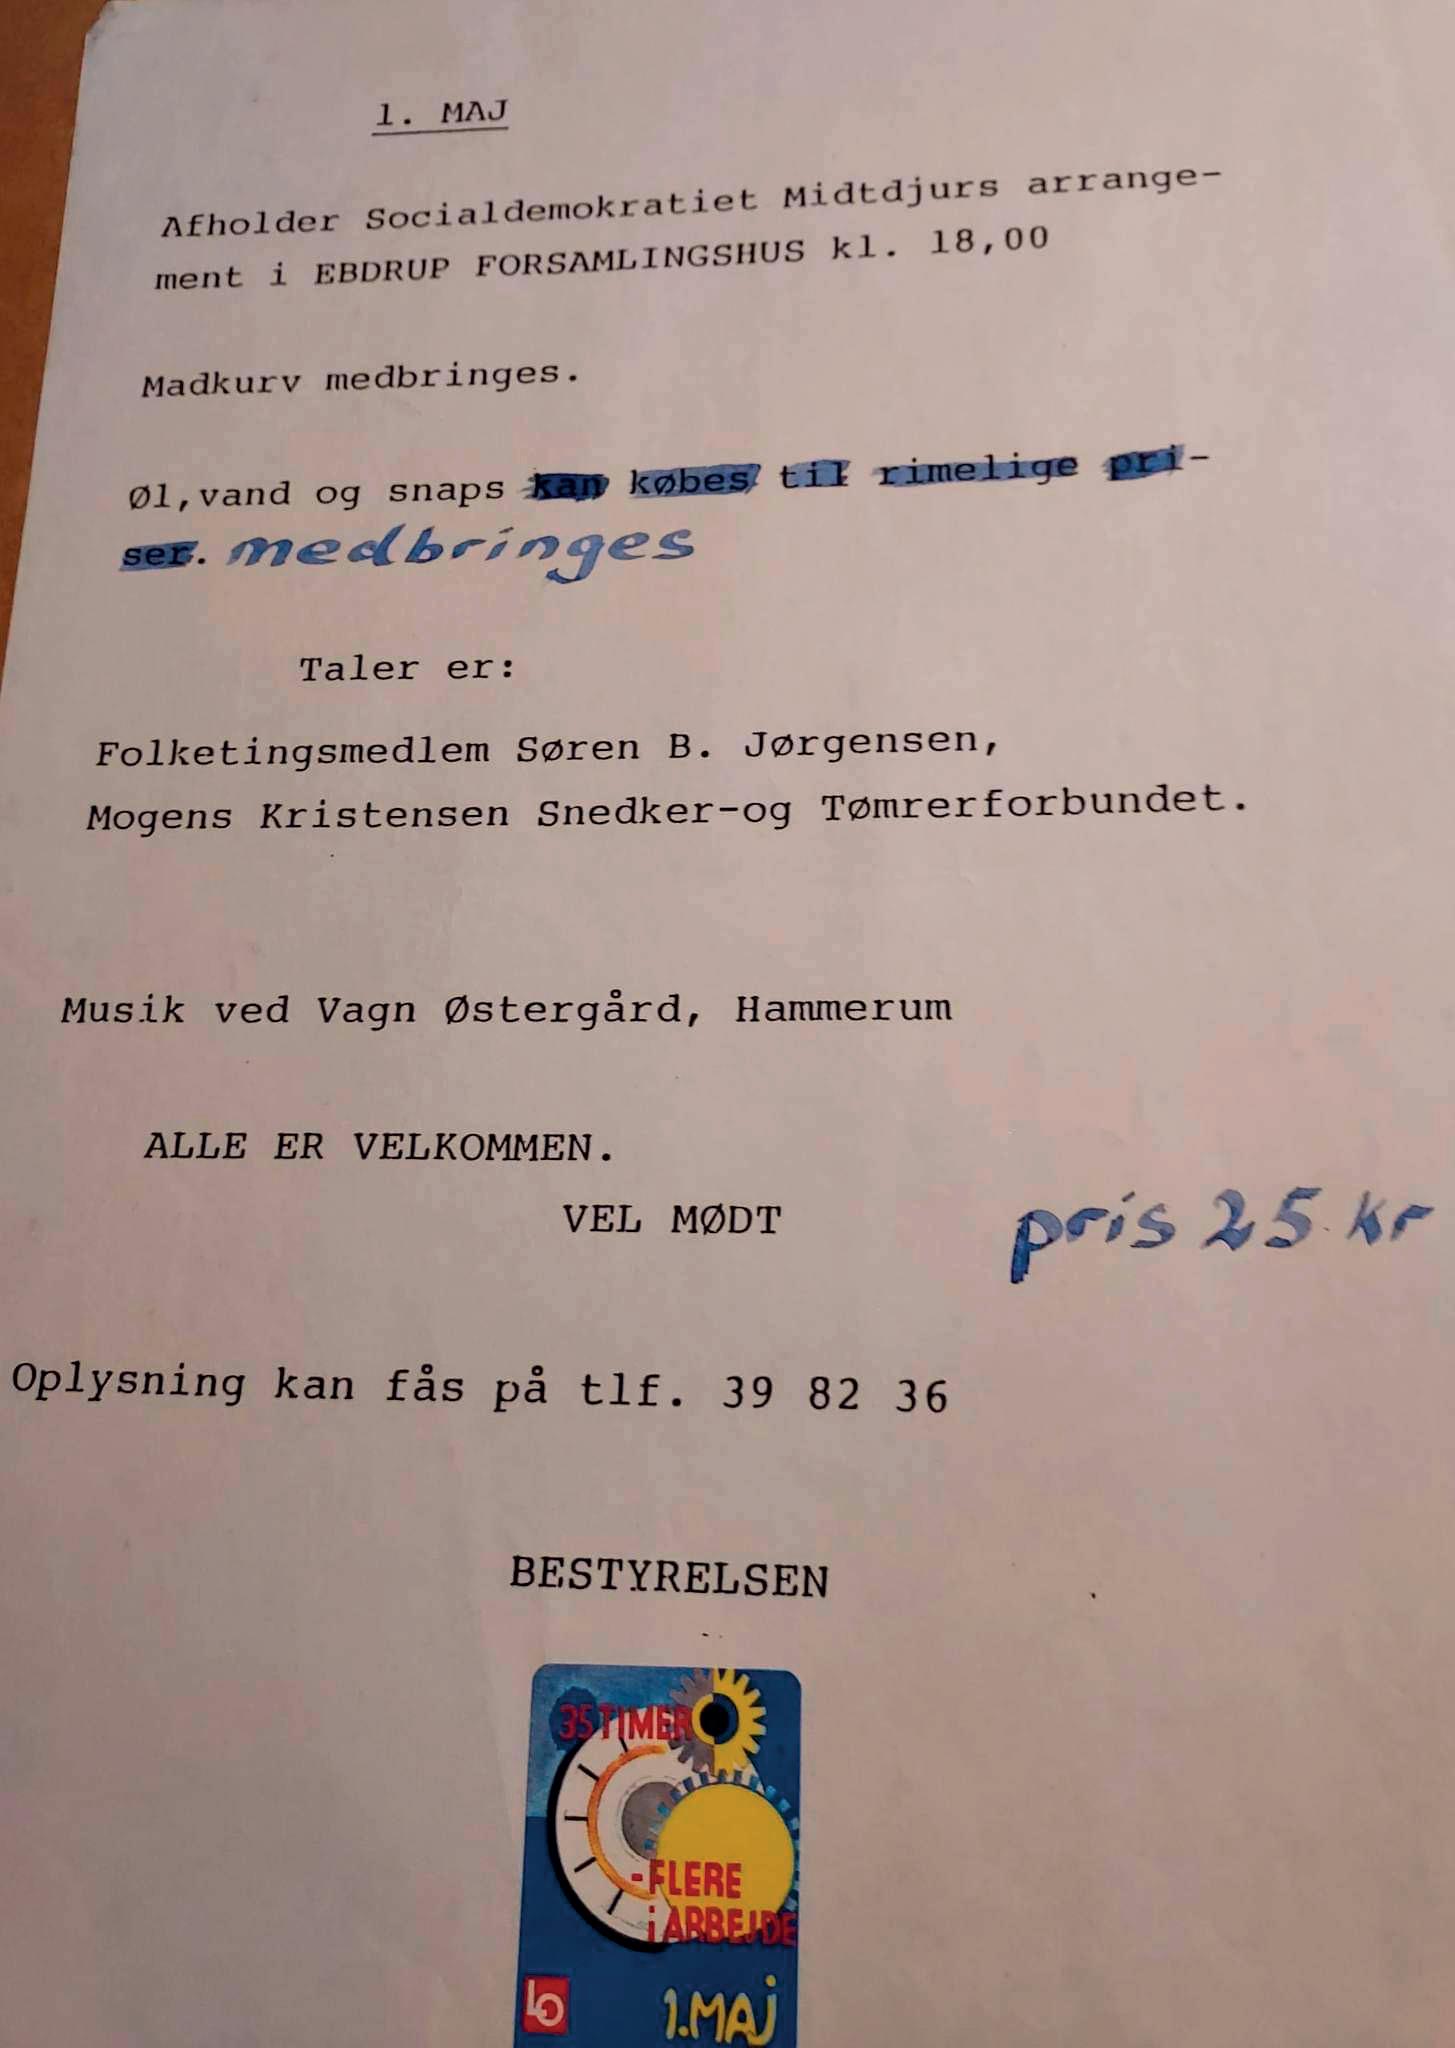 1. MAJ
Afholder Socialdemokratiet Midtdjurs arrange-
ment i EBDRUP FORSAMLINGSHUS kl. 18,00
Madkurv medbringes.
Øl,vand og snaps kan købes til rimelige pri-
ser. medbringes
Taler er:
Folketingsmedlem Søren B. Jørgensen,
Mogens Kristensen Snedker-og Tømrerforbundet.
Musik ved Vagn Østergård, Hammerum
ALLE ER VELKOMMEN.
VEL MØDT
pris 25 kr
Oplysning kan fås på tlf. 39 82 36
BESTYRELSEN
35 TIMER
-FLERE
i ARBEJDE
LO
1. MAJ